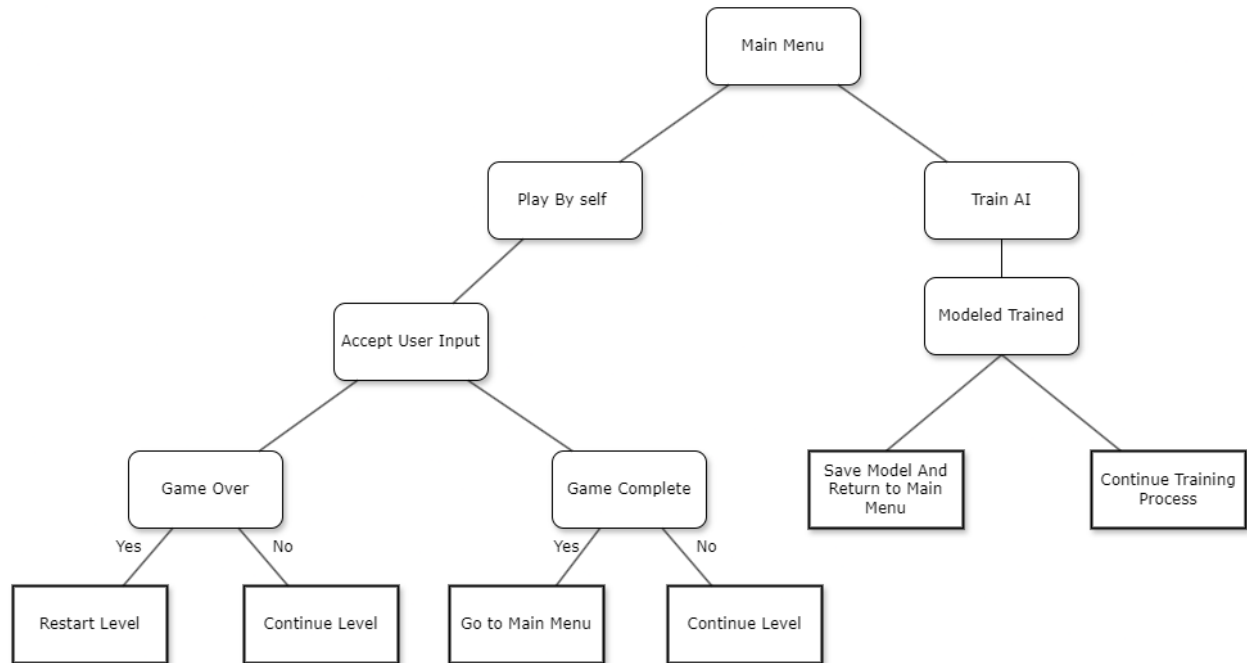 Main Menu
Play By self
Train AI
Accept User Input
Modeled Trained
Game Over
Game Complete
Save Model And
Return to Main
Menu
Continue Training
Process
Yes
No
Yes
No
Restart Level
Continue Level
Go to Main Menu
Continue Level